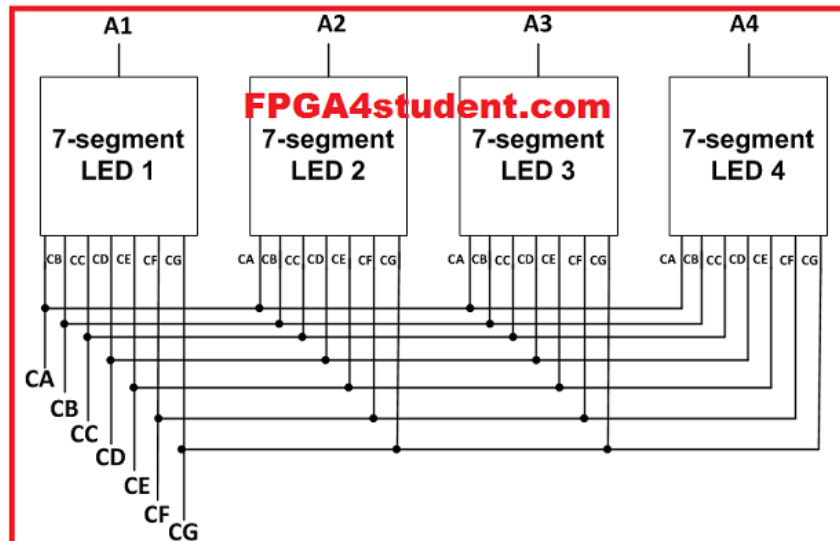 A1 A2 A3 A4
FPGA4student.com
7-segment 7-segment 7-segment 7-segment
LED 1 LED 2 LED 3 LED 4
CB CC CD CE CF CG CA CB CC CD CE CF CG CA CB CC CD CE CF CG CA CB CC CD CE CF CG
CA
CB
CC
CD
CE
CF
CG